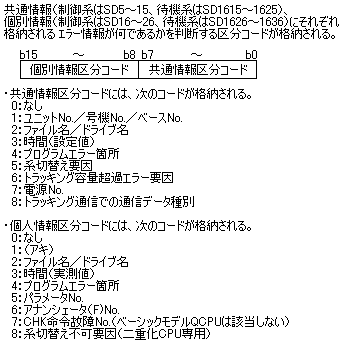 共通情報(制御系はSD5～15、待機系はSD1615～1625)、
個別情報(制御系はSD16～26、待機系はSD1626～1636)にそれぞれ
格納されるエラー情報が何であるかを判断する区分コードが格納される。
b15 ～ b8 b7 ～ b0
個別情報区分コード 共通情報区分コード
・共通情報区分コードには、次のコードが格納される。
0:なし
1:ユニットNo./号機No./ベースNo.
2:ファイル名/ドライブ名
3:時間(設定値)
4:プログラムエラー箇所
5:系切替え要因
6:トラッキング容量超過エラー要因
7:電源No.
8:トラッキング通信での通信データ種別
・個人情報区分コードには、次のコードが格納される。
0:なし
1:(アキ)
2:ファイル名/ドライブ名
3:時間(実測値)
4:プログラムエラー箇所
5:パラメータNo.
6:アナンシェータ(F)No.
7:CHK命令故障No.(ベーシックモデルQCPUは該当しない)
8:系切替え不可要因(二重化CPU専用)